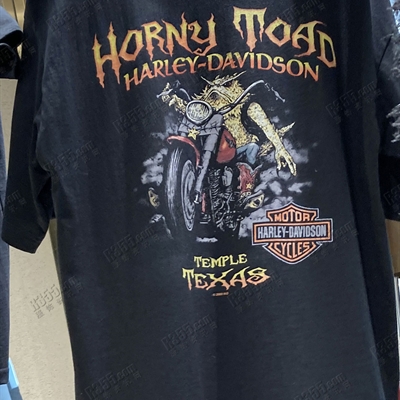 HORNY TOAD
HARLEY-DAVIDSON
MOTOR
HARLEY-DAVIDSON
CYCLES
TEMPLE
TEXAS